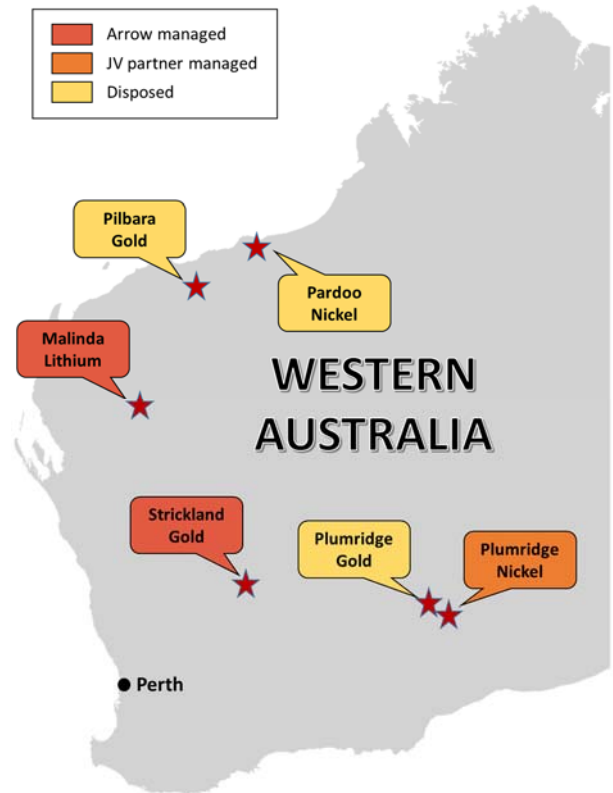 Arrow managed
JV partner managed
Disposed
Pilbara
Gold
Pardoo
Nickel
Malinda
Lithium
WESTERN
AUSTRALIA
Strickland
Gold
Plumridge
Gold
Plumridge
Nickel
Perth